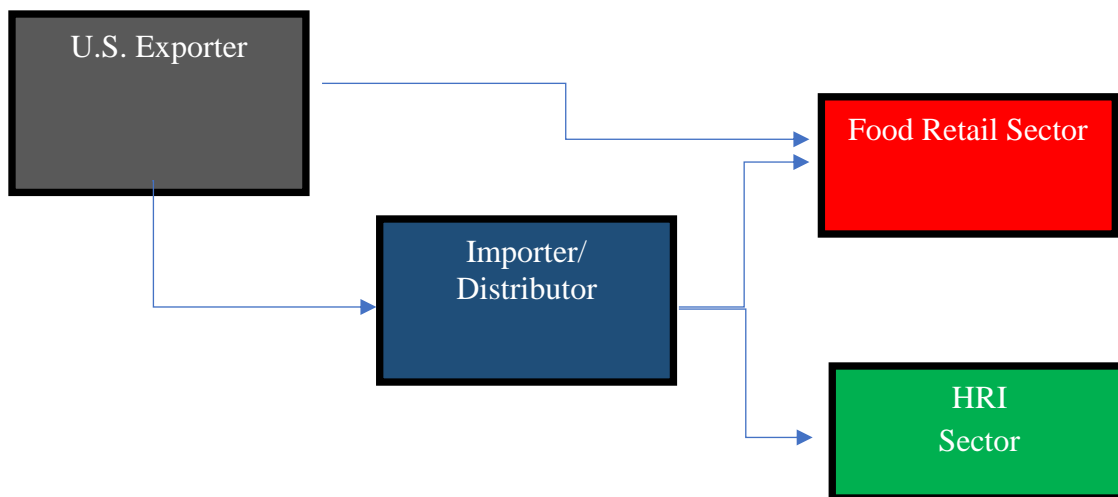 U.S. Exporter
Food Retail Sector
Importer/
Distributor
HRI
Sector